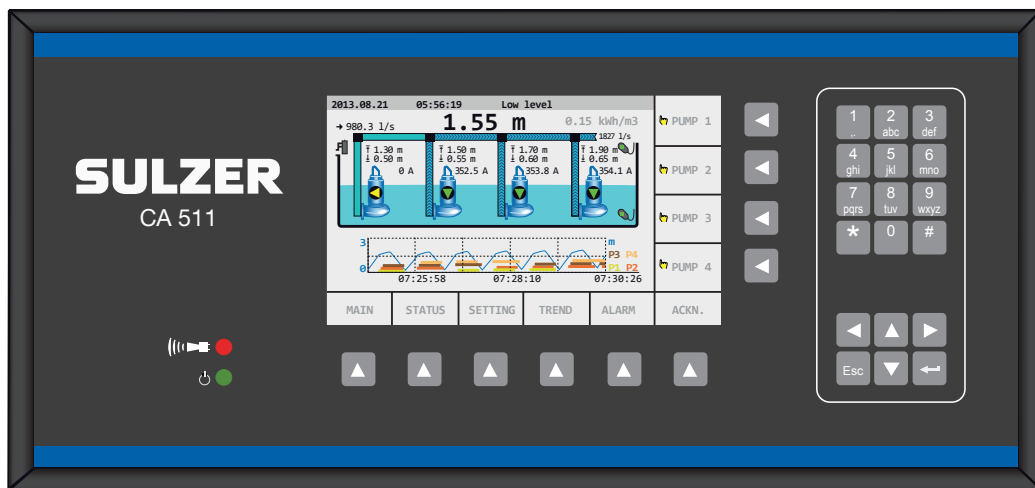 SULZER
CA 511
2013.08.21 05:56:19 Low level
→ 980.3 l/s 1.55 m 0.15 kWh/m3
1827 l/s
1.30 m 1.50 m 1.70 m 1.90 m
0.50 m 0.55 m 0.60 m 0.65 m
0 A 352.5 A 353.8 A 354.1 A
3 m
P3 P4
0 P1 P2
07:25:58 07:28:10 07:30:26
PUMP 1
PUMP 2
PUMP 3
PUMP 4
MAIN STATUS SETTING TREND ALARM ACKN.
1 2 3
.. abc def
4 5 6
ghi jkl mno
7 8 9
pqrs tuv wxyz
* 0 #
Esc